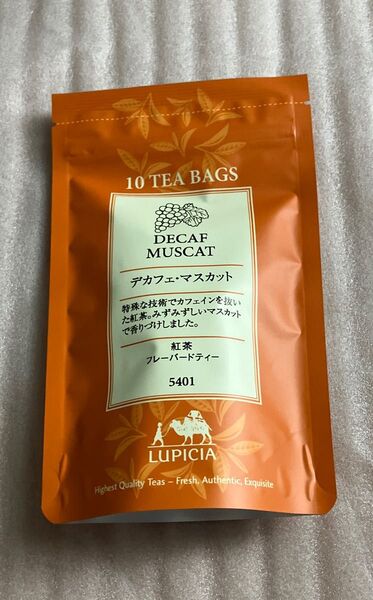 10 TEA BAGS
DECAF
MUSCAT
デカフェ・マスカット
特殊な技術でカフェインを抜い
た紅茶。みずみずしいマスカット
で香りづけしました。
紅茶
フレーバードティー
5401
LUPICIA
Highest Quality Teas – Fresh, Authentic, Exquisite